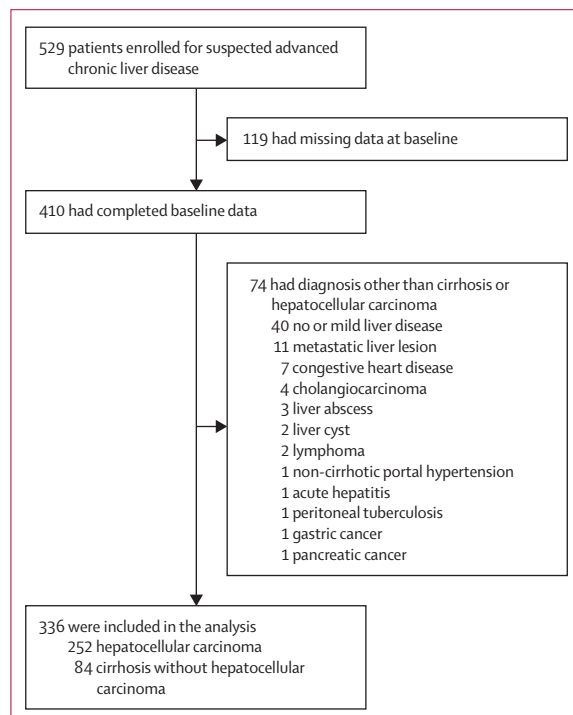 529 patients enrolled for suspected advanced
chronic liver disease
119 had missing data at baseline
410 had completed baseline data
74 had diagnosis other than cirrhosis or
hepatocellular carcinoma
40 no or mild liver disease
11 metastatic liver lesion
7 congestive heart disease
4 cholangiocarcinoma
3 liver abscess
2 liver cyst
2 lymphoma
1 non-cirrhotic portal hypertension
1 acute hepatitis
1 peritoneal tuberculosis
1 gastric cancer
1 pancreatic cancer
336 were included in the analysis
252 hepatocellular carcinoma
84 cirrhosis without hepatocellular
carcinoma